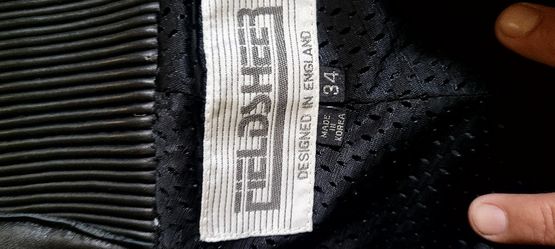 FIELDSHEER
DESIGNED IN ENGLAND
34
MADE
IN
KOREA